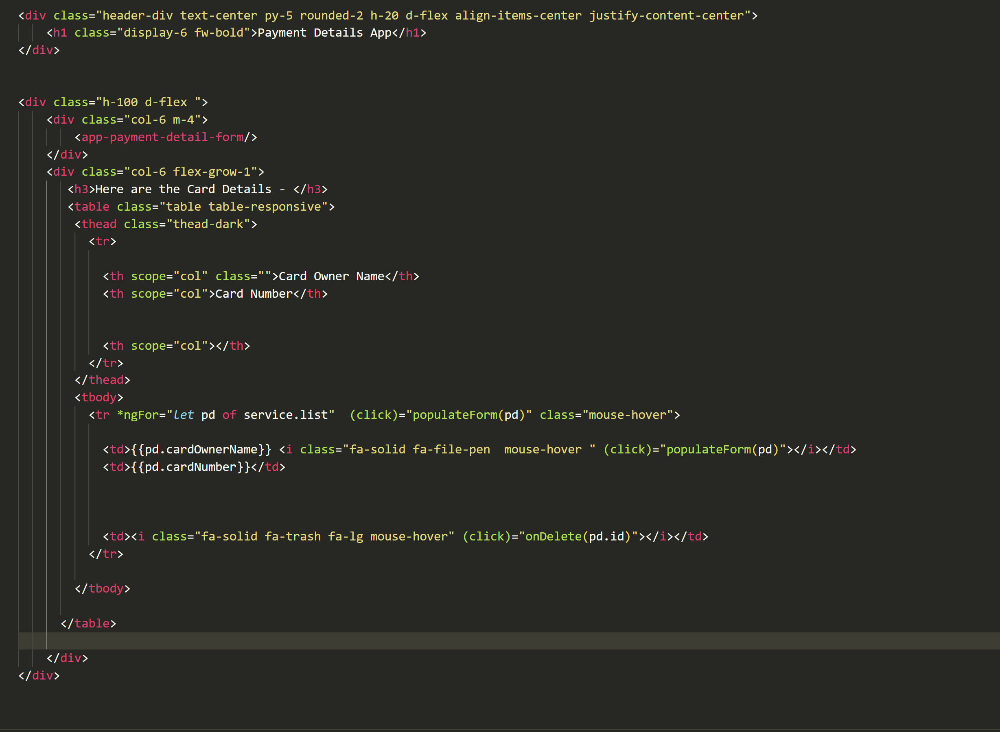 <div class="header-div text-center py-5 rounded-2 h-20 d-flex align-items-center justify-content-center">
<h1 class="display-6 fw-bold">Payment Details App</h1>
</div>
<div class="h-100 d-flex ">
<div class="col-6 m-4">
<app-payment-detail-form/>
</div>
<div class="col-6 flex-grow-1">
<h3>Here are the Card Details - </h3>
<table class="table table-responsive">
<thead class="thead-dark">
<tr>
<th scope="col" class="">Card Owner Name</th>
<th scope="col">Card Number</th>
<th scope="col"></th>
</tr>
</thead>
<tbody>
<tr *ngFor="let pd of service.list"  (click)="populateForm(pd)" class="mouse-hover">
<td>{{pd.cardOwnerName}} <i class="fa-solid fa-file-pen  mouse-hover " (click)="populateForm(pd)"></i></td>
<td>{{pd.cardNumber}}</td>
<td><i class="fa-solid fa-trash fa-lg mouse-hover" (click)="onDelete(pd.id)"></i></td>
</tr>
</tbody>
</table>
</div>
</div>